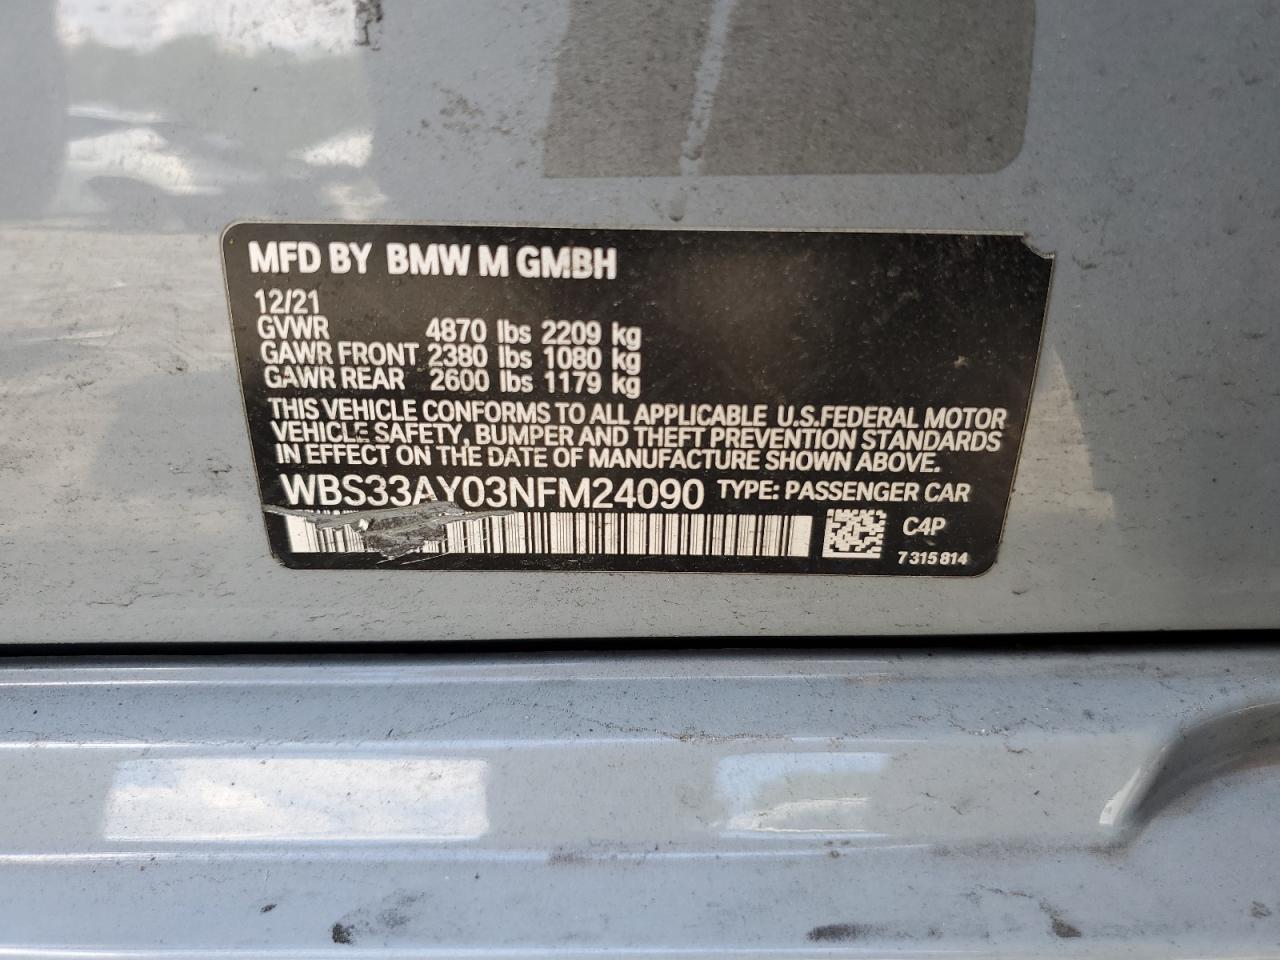 MFD BY BMW M GMBH
12/21
GVWR 4870 lbs 2209 kg
GAWR FRONT 2380 lbs 1080 kg
GAWR REAR 2600 lbs 1179 kg
THIS VEHICLE CONFORMS TO ALL APPLICABLE U.S.FEDERAL MOTOR
VEHICLE SAFETY, BUMPER AND THEFT PREVENTION STANDARDS
IN EFFECT ON THE DATE OF MANUFACTURE SHOWN ABOVE.
WBS33AY03NFM24090 TYPE: PASSENGER CAR
C4P
7 315 814